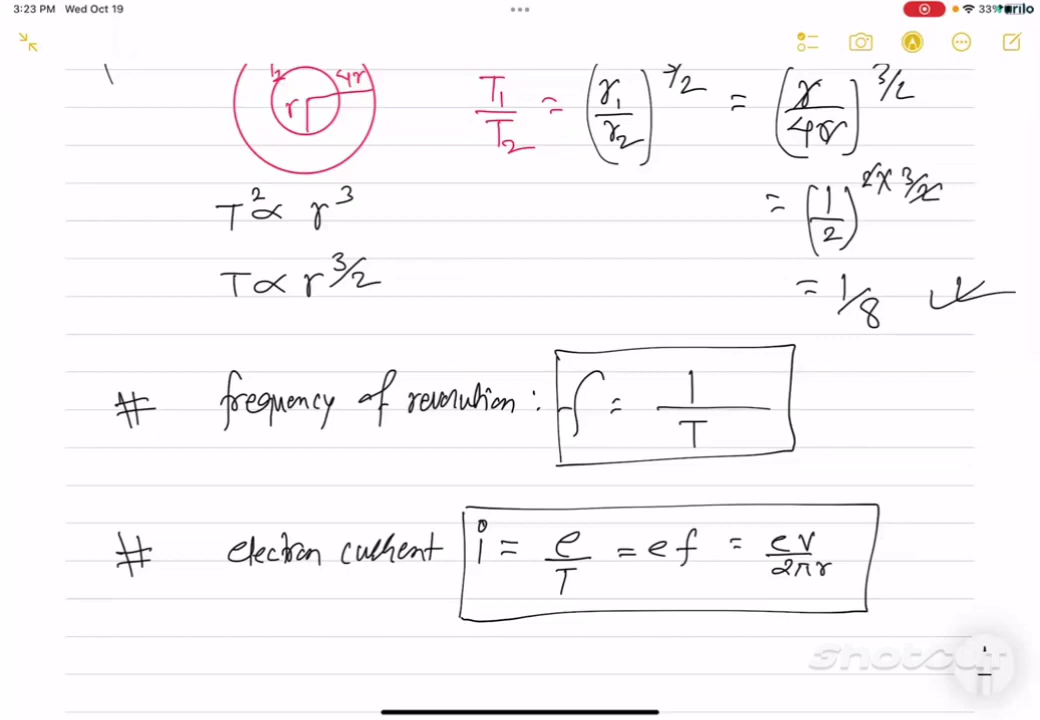 3:23 PM Wed Oct 19
33%
r 4r
T₁/T₂ = (r₁/r₂)^3/2 = (r/4r)^3/2
T² ∝ r³
= (1/2)^2×3/2
T ∝ r^3/2
= 1/8
# frequency of revolution : f = 1/T
# electron current i = e/T = ef = ev/2πr
shotcut